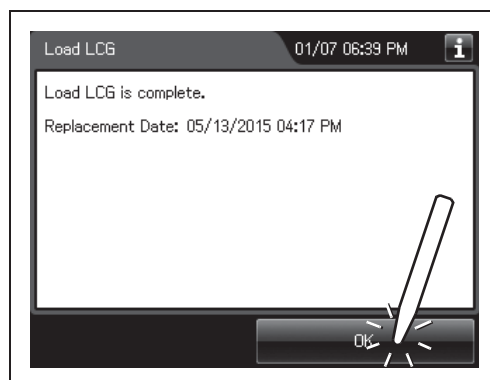 Load LCG 01/07 06:39 PM i
Load LCG is complete.
Replacement Date: 05/13/2015 04:17 PM
OK